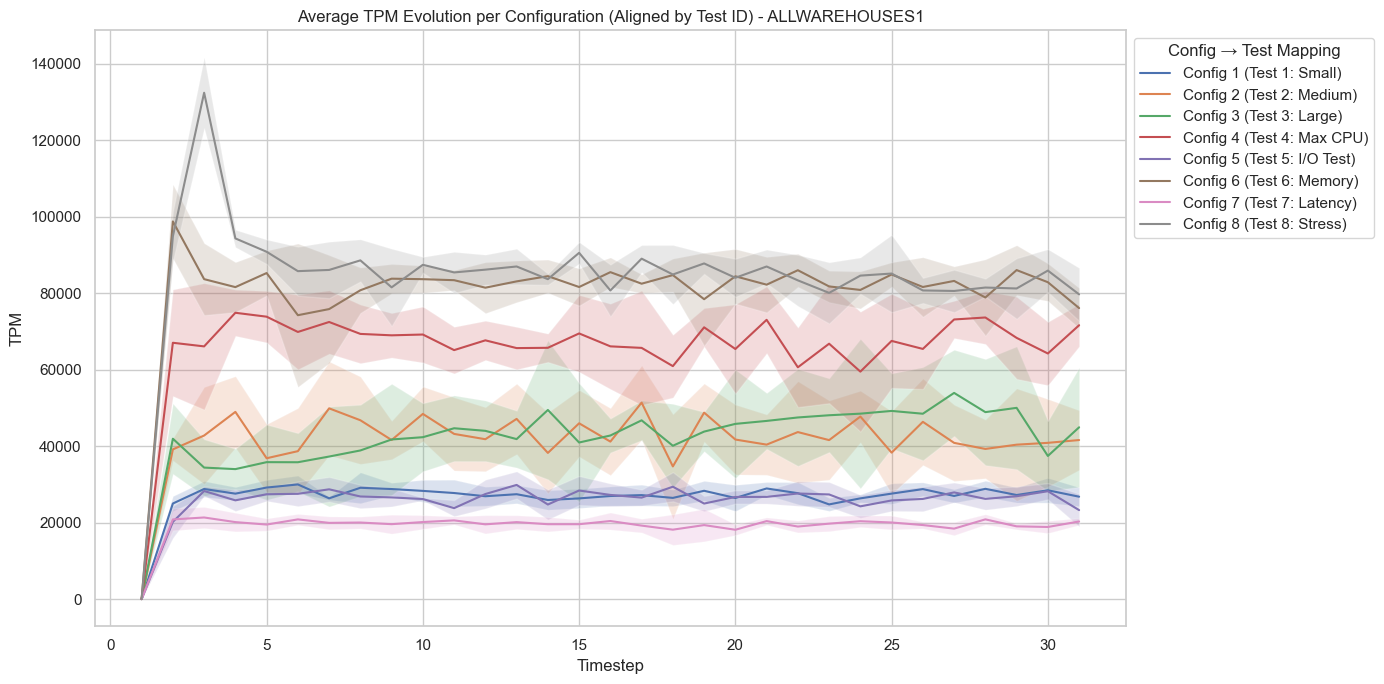 Average TPM Evolution per Configuration (Aligned by Test ID) - ALLWAREHOUSES1
140000
120000
100000
80000
60000
40000
20000
0
TPM
0 5 10 15 20 25 30
Timestep
Config → Test Mapping
Config 1 (Test 1: Small)
Config 2 (Test 2: Medium)
Config 3 (Test 3: Large)
Config 4 (Test 4: Max CPU)
Config 5 (Test 5: I/O Test)
Config 6 (Test 6: Memory)
Config 7 (Test 7: Latency)
Config 8 (Test 8: Stress)